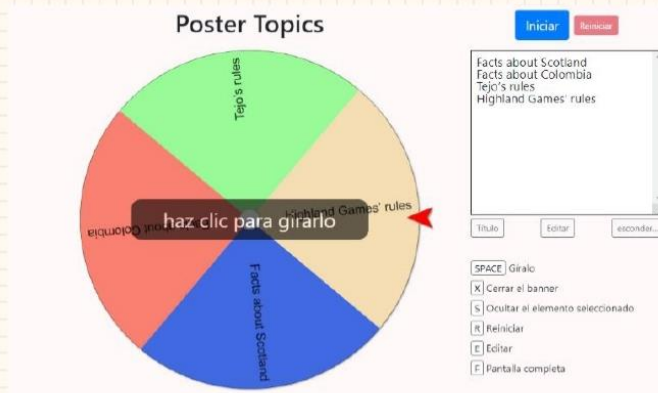 Poster Topics
Iniciar
Reiniciar
Facts about Scotland
Facts about Colombia
Tejo's rules
Highland Games' rules
Tejo's rules
Highland Games' rules
about Colombia
Facts about Scotland
haz clic para girarlo
Título
Editar
esconder...
SPACE Giralo
X Cerrar el banner
S Ocultar el elemento seleccionado
R Reiniciar
E Editar
F Pantalla completa